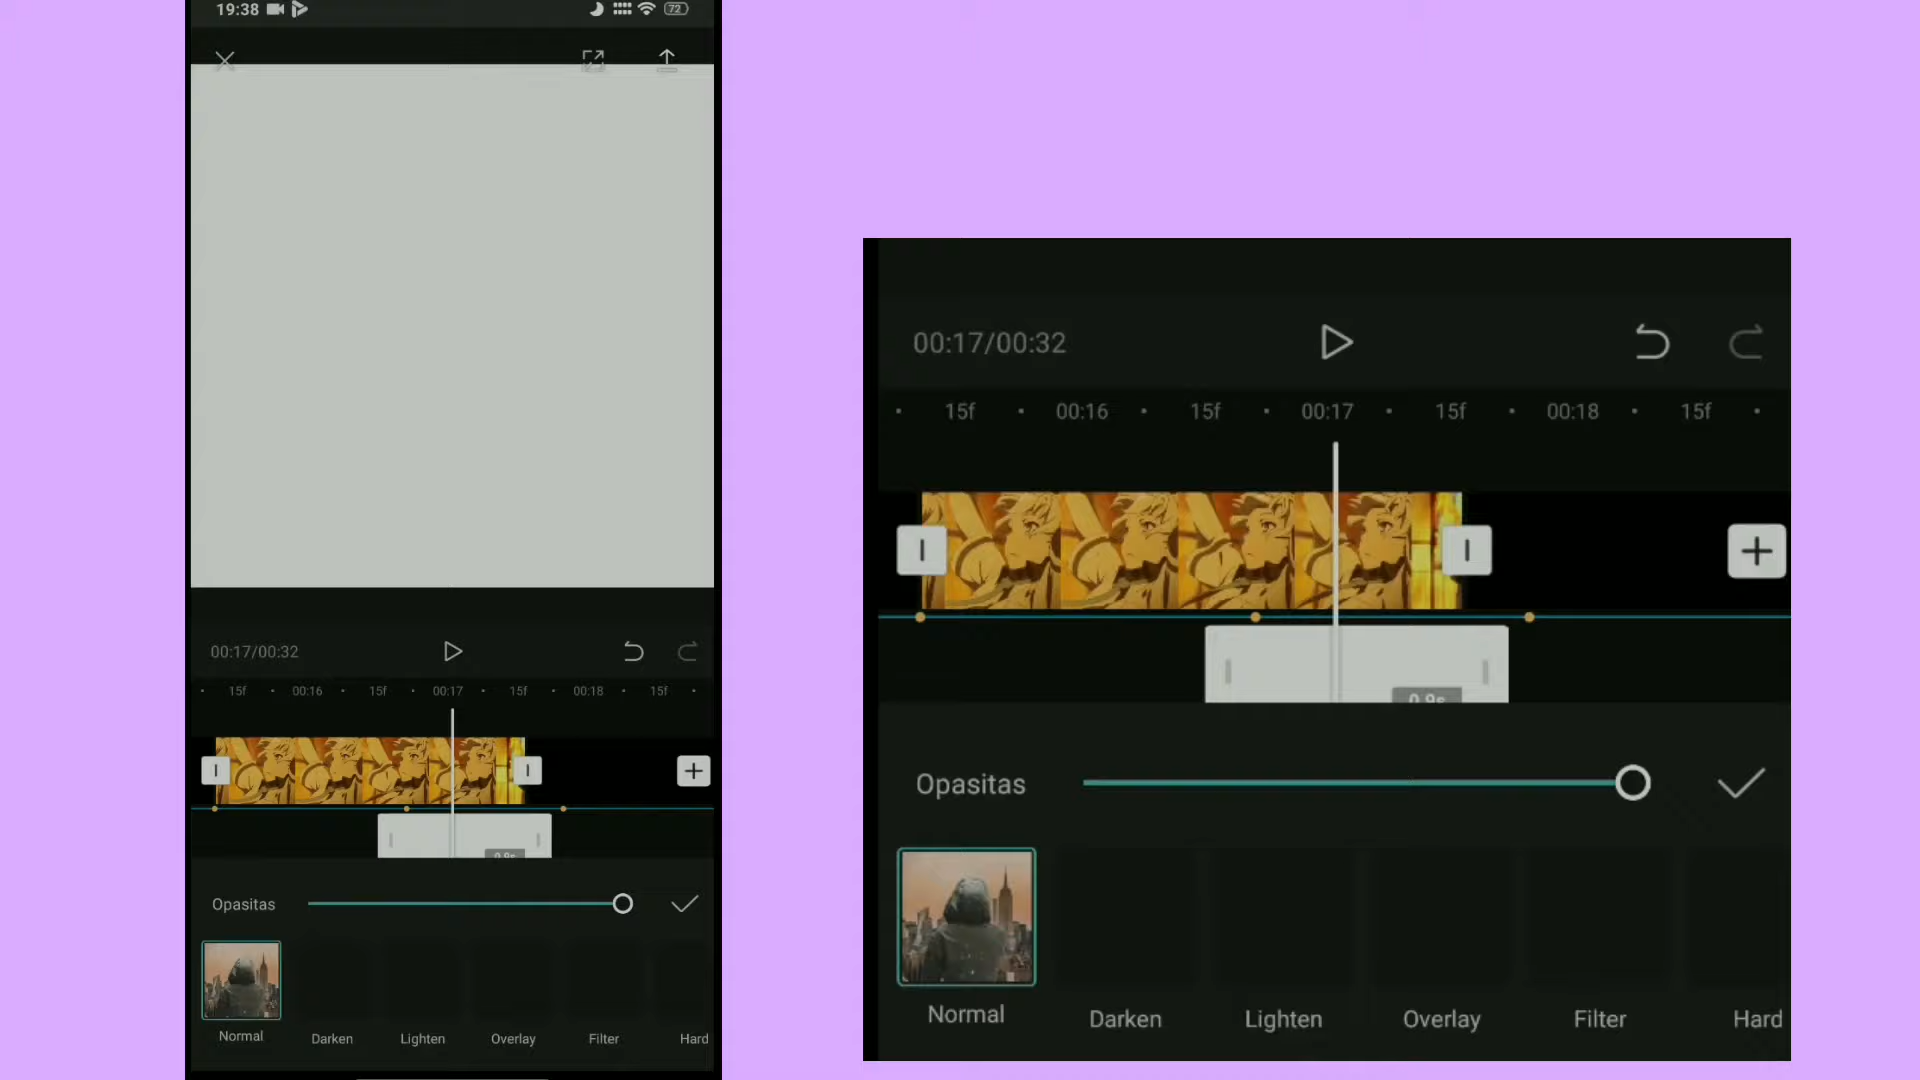 19:38 72
00:17/00:32
15f 00:16 15f 00:17 15f 00:18 15f
Opasitas
Normal Darken Lighten Overlay Filter Hard
00:17/00:32
15f 00:16 15f 00:17 15f 00:18 15f
Opasitas
Normal Darken Lighten Overlay Filter Hard